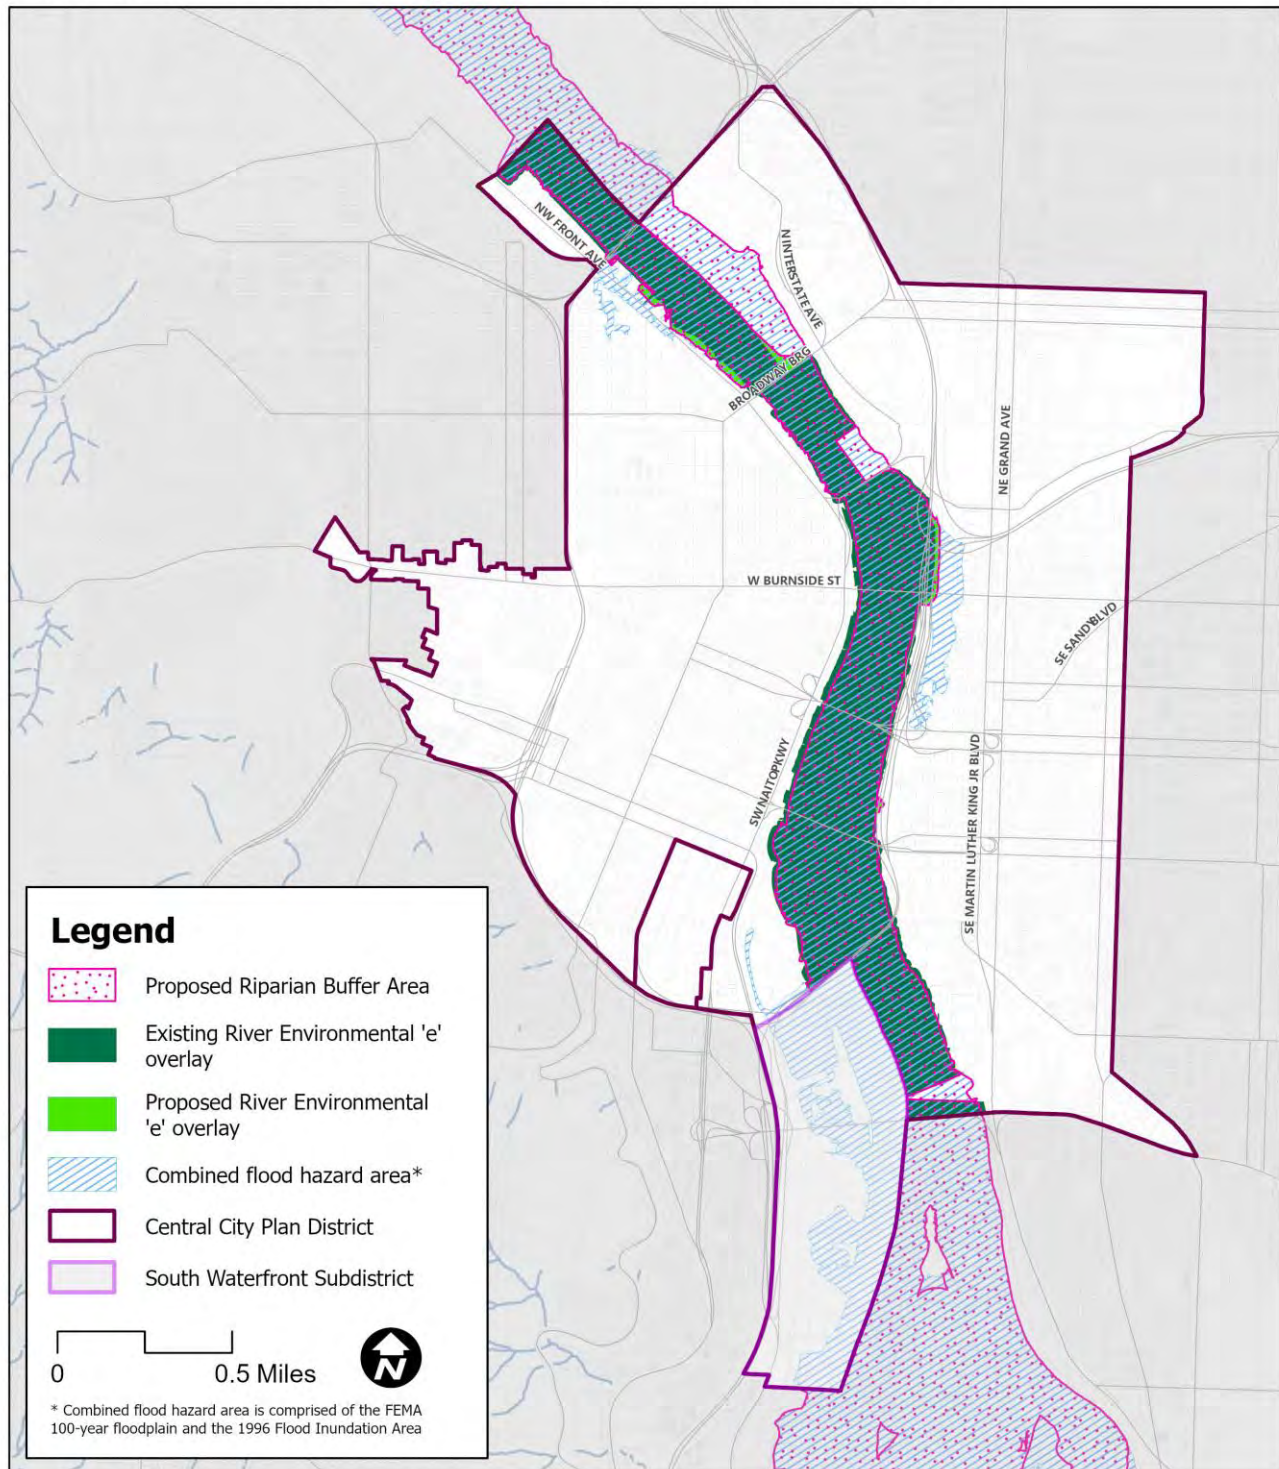 NW FRONT AVE
N INTERSTATE AVE
BROADWAY BRG
NE GRAND AVE
W BURNSIDE ST
SE SANDY BLVD
SW NAITO PKWY
SE MARTIN LUTHER KING JR BLVD
Legend
Proposed Riparian Buffer Area
Existing River Environmental 'e'
overlay
Proposed River Environmental
'e' overlay
Combined flood hazard area*
Central City Plan District
South Waterfront Subdistrict
0 0.5 Miles
N
* Combined flood hazard area is comprised of the FEMA
100-year floodplain and the 1996 Flood Inundation Area